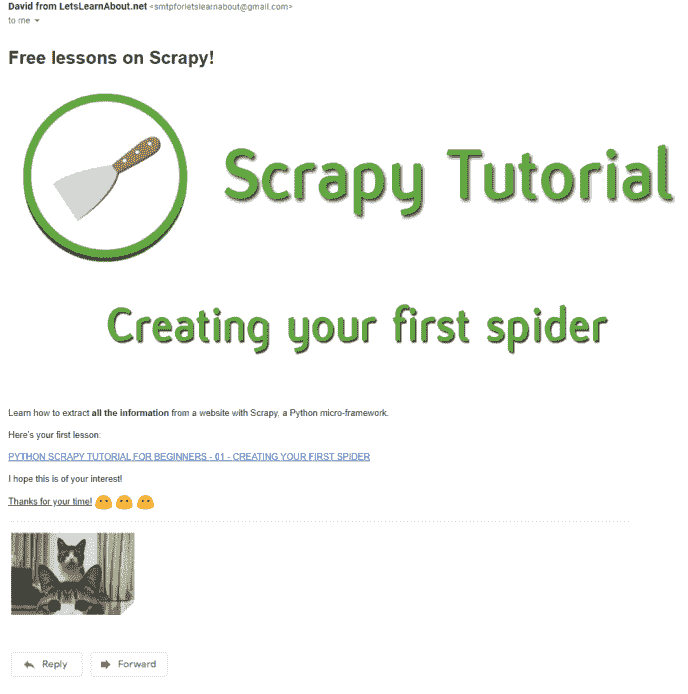 David from LetsLearnAbout.net <smtpforletslearnabout@gmail.com>
to me
Free lessons on Scrapy!
Scrapy Tutorial
Creating your first spider
Learn how to extract all the information from a website with Scrapy, a Python micro-framework.
Here's your first lesson:
PYTHON SCRAPY TUTORIAL FOR BEGINNERS - 01 - CREATING YOUR FIRST SPIDER
I hope this is of your interest!
Thanks for your time!
Reply Forward